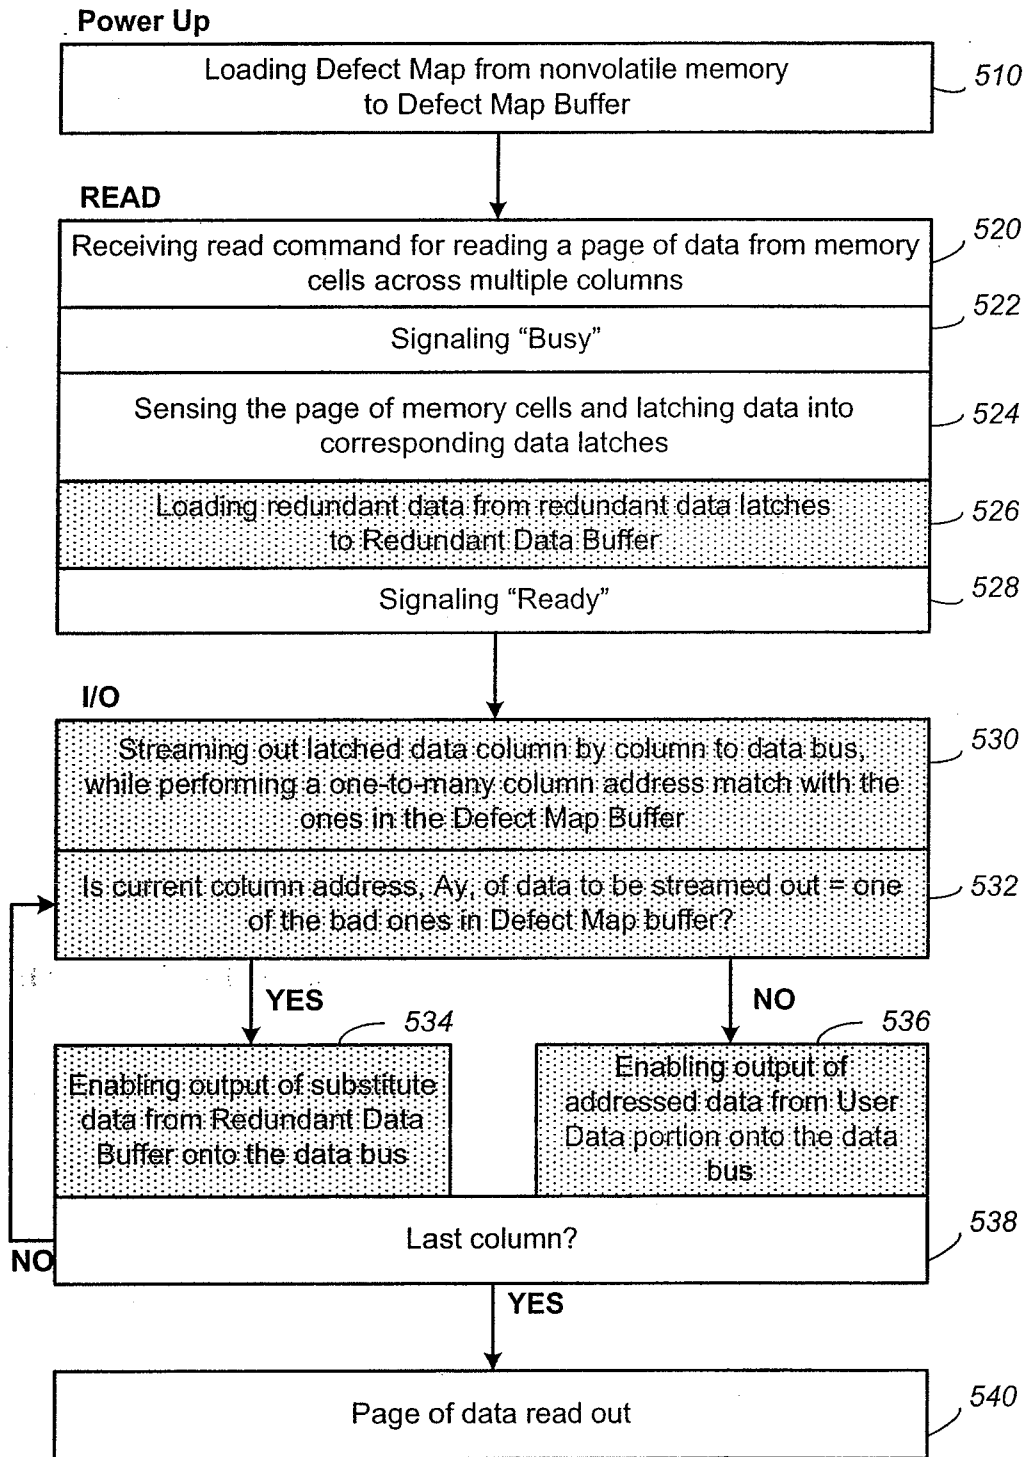 Power Up
Loading Defect Map from nonvolatile memory
to Defect Map Buffer
510
READ
Receiving read command for reading a page of data from memory
cells across multiple columns
520
522
Signaling “Busy”
Sensing the page of memory cells and latching data into
corresponding data latches
524
Loading redundant data from redundant data latches
to Redundant Data Buffer
526
Signaling “Ready”
528
I/O
Streaming out latched data column by column to data bus,
while performing a one-to-many column address match with the
ones in the Defect Map Buffer
530
Is current column address, Ay, of data to be streamed out = one
of the bad ones in Defect Map buffer?
532
YES
NO
534
536
Enabling output of substitute
data from Redundant Data
Buffer onto the data bus
Enabling output of
addressed data from User
Data portion onto the data
bus
Last column?
538
NO
YES
Page of data read out
540